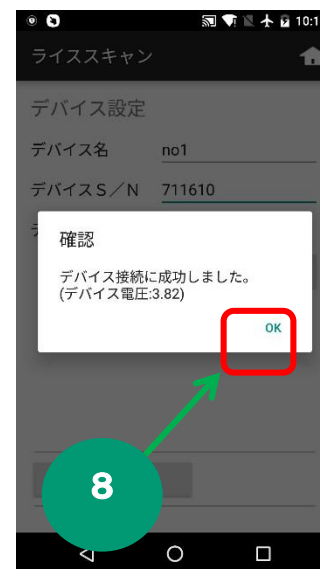 10:1
ライススキャン
デバイス設定
デバイス名 no1
デバイスS/N 711610
確認
デバイス接続に成功しました。
(デバイス電圧:3.82)
OK
8